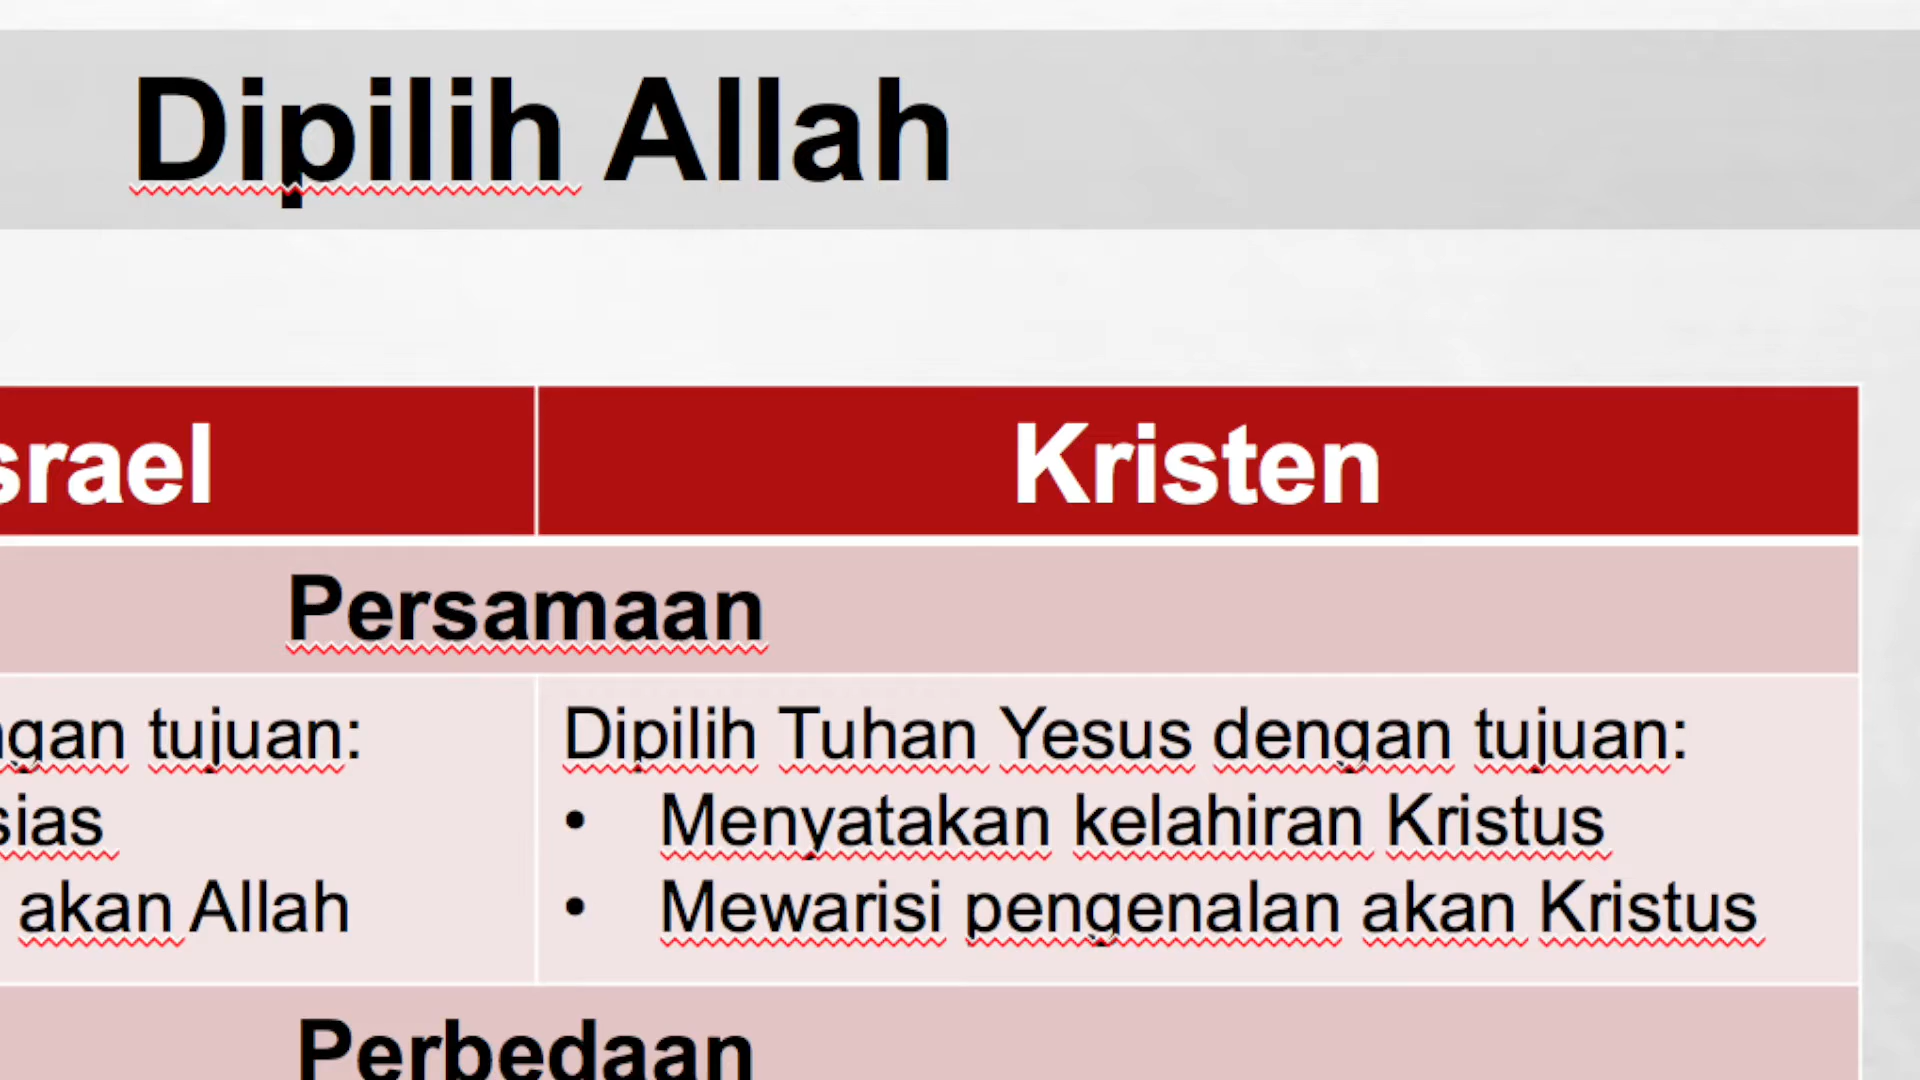 Dipilih Allah
srael
Kristen
Persamaan
ngan tujuan:
sias
akan Allah
Dipilih Tuhan Yesus dengan tujuan:
• Menyatakan kelahiran Kristus
• Mewarisi pengenalan akan Kristus
Perbedaan